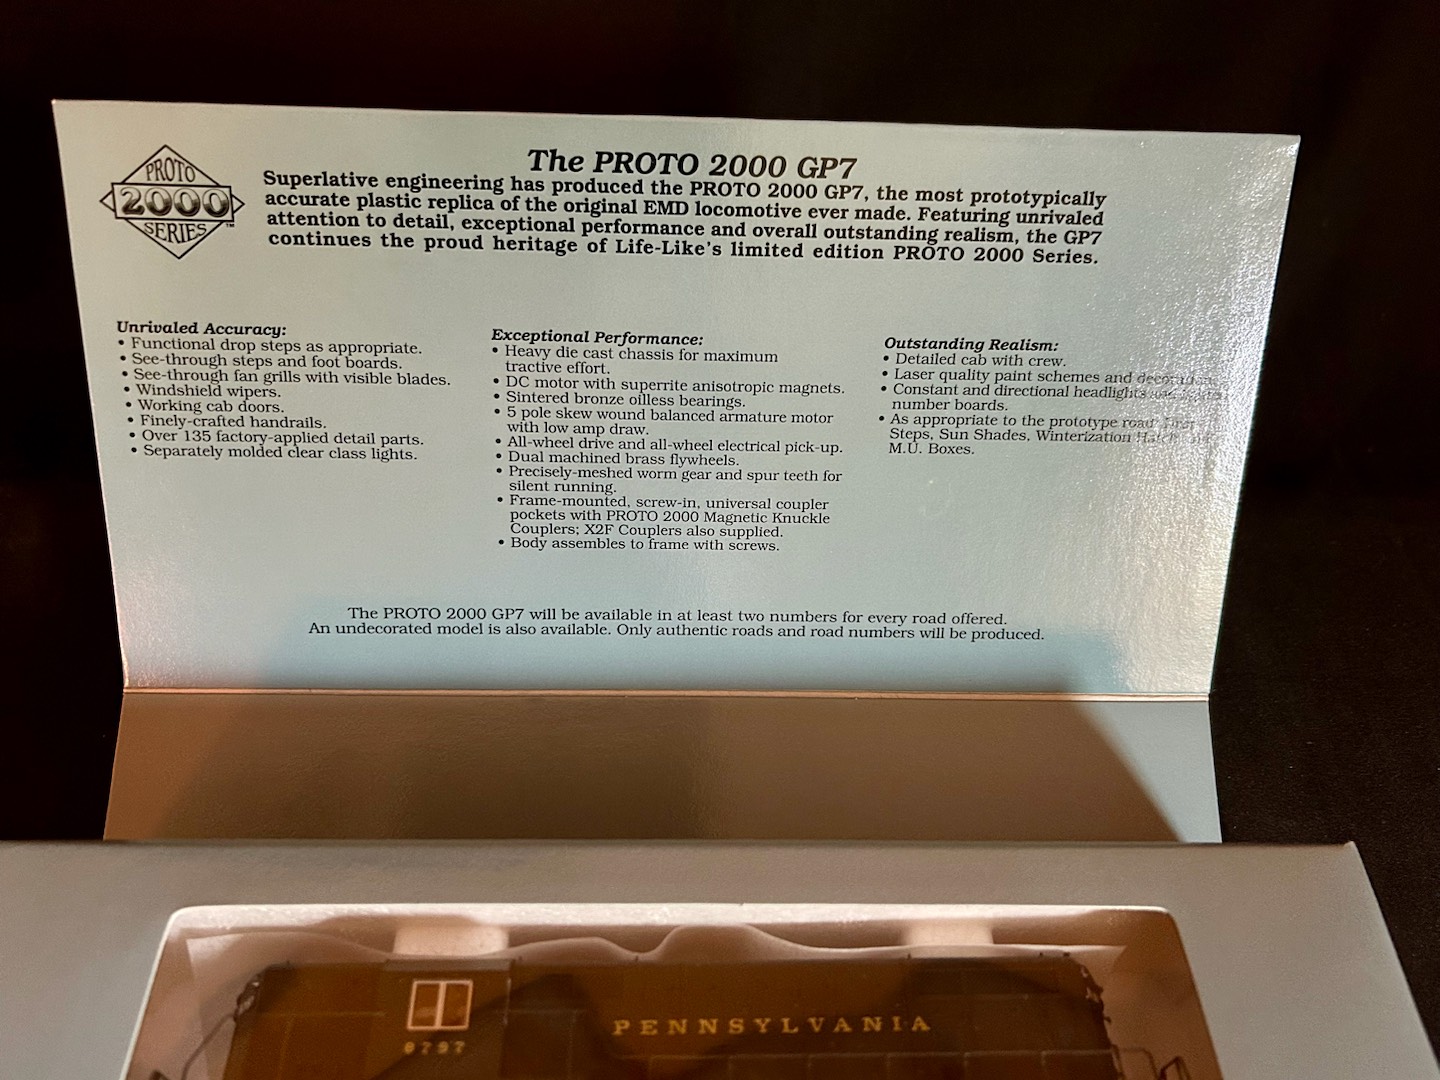 PROTO
2000
SERIES™
The PROTO 2000 GP7
Superlative engineering has produced the PROTO 2000 GP7, the most prototypically
accurate plastic replica of the original EMD locomotive ever made. Featuring unrivaled
attention to detail, exceptional performance and overall outstanding realism, the GP7
continues the proud heritage of Life-Like's limited edition PROTO 2000 Series.
Unrivaled Accuracy:
• Functional drop steps as appropriate.
• See-through steps and foot boards.
• See-through fan grills with visible blades.
• Windshield wipers.
• Working cab doors.
• Finely-crafted handrails.
• Over 135 factory-applied detail parts.
• Separately molded clear class lights.
Exceptional Performance:
• Heavy die cast chassis for maximum
tractive effort.
• DC motor with superrite anisotropic magnets.
• Sintered bronze oilless bearings.
• 5 pole skew wound balanced armature motor
with low amp draw.
• All-wheel drive and all-wheel electrical pick-up.
• Dual machined brass flywheels.
• Precisely-meshed worm gear and spur teeth for
silent running.
• Frame-mounted, screw-in, universal coupler
pockets with PROTO 2000 Magnetic Knuckle
Couplers; X2F Couplers also supplied.
• Body assembles to frame with screws.
Outstanding Realism:
• Detailed cab with crew.
• Laser quality paint schemes and
• Constant and directional headlights
number boards.
• As appropriate to the prototype road
Steps, Sun Shades, Winterization
M.U. Boxes.
The PROTO 2000 GP7 will be available in at least two numbers for every road offered.
An undecorated model is also available. Only authentic roads and road numbers will be produced.
PENNSYLVANIA
8797